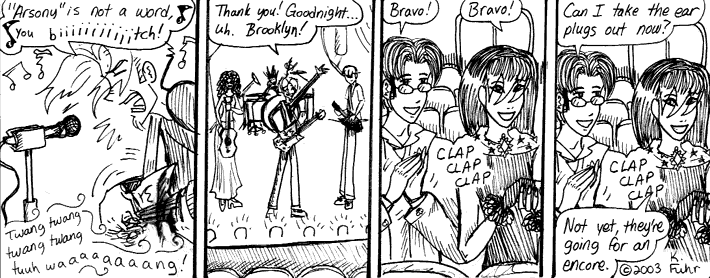 "Arsony" is not a word,
you biiiiiiiiiiitch!
Twang twang
twang twang
tuuh waaaaaaaaang!
Thank you! Goodnight...
uh. Brooklyn!
Bravo!
Bravo!
CLAP
CLAP
CLAP
Can I take the ear
plugs out now?
CLAP
CLAP
CLAP
Not yet, they're
going for an
encore.
©2003 K.
Fuhr